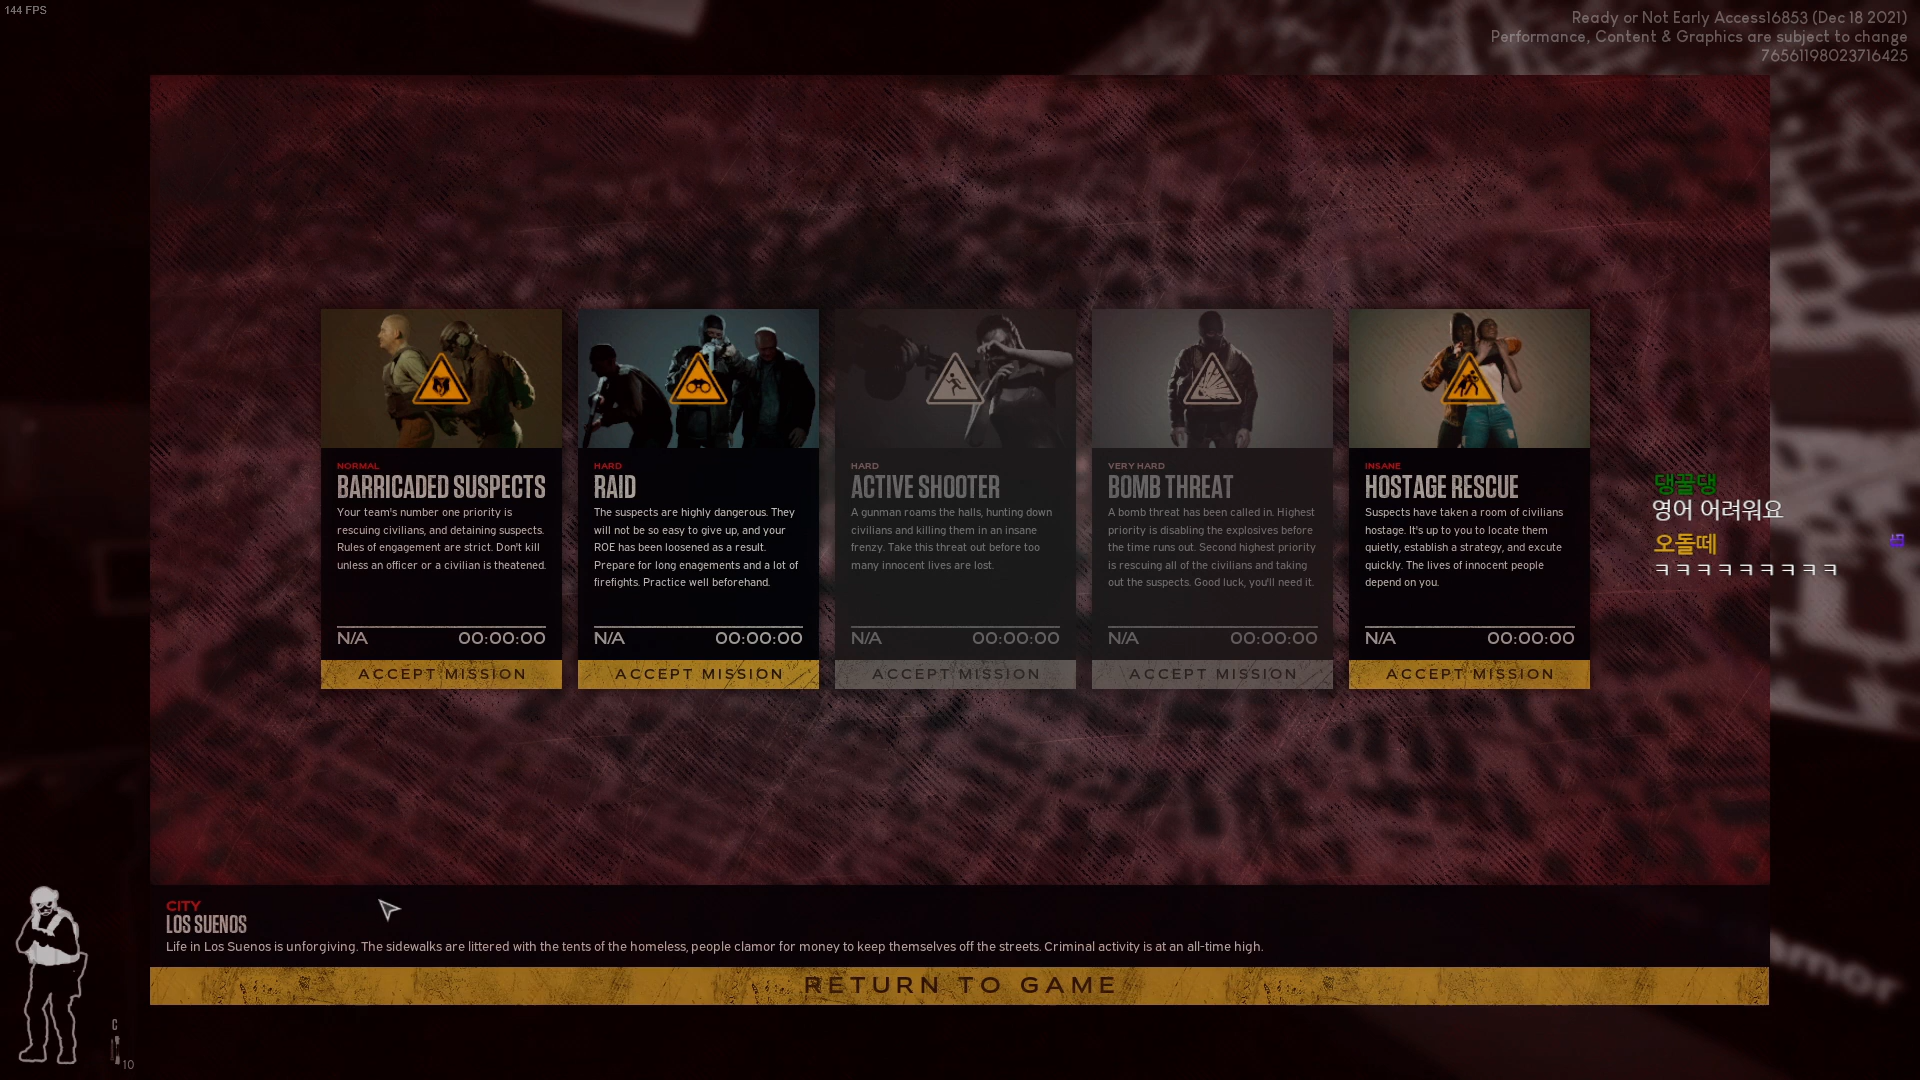 144 FPS
Ready or Not Early Access16853 (Dec 18 2021)
Performance, Content & Graphics are subject to change
76561198023716425
NORMAL
BARRICADED SUSPECTS
Your team's number one priority is
rescuing civilians, and detaining suspects.
Rules of engagement are strict. Don't kill
unless an officer or a civilian is theatened.
N/A 00:00:00
ACCEPT MISSION
HARD
RAID
The suspects are highly dangerous. They
will not be so easy to give up, and your
ROE has been loosened as a result.
Prepare for long enagements and a lot of
firefights. Practice well beforehand.
N/A 00:00:00
ACCEPT MISSION
HARD
ACTIVE SHOOTER
A gunman roams the halls, hunting down
civilians and killing them in an insane
frenzy. Take this threat out before too
many innocent lives are lost.
N/A 00:00:00
ACCEPT MISSION
VERY HARD
BOMB THREAT
A bomb threat has been called in. Highest
priority is disabling the explosives before
the time runs out. Second highest priority
is rescuing all of the civilians and taking
out the suspects. Good luck, you'll need it.
N/A 00:00:00
ACCEPT MISSION
INSANE
HOSTAGE RESCUE
Suspects have taken a room of civilians
hostage. It's up to you to locate them
quietly, establish a strategy, and excute
quickly. The lives of innocent people
depend on you.
N/A 00:00:00
ACCEPT MISSION
댕꿀댕
영어 어려워요
오돌떼
ㅋㅋㅋㅋㅋㅋㅋㅋㅋ
CITY
LOS SUENOS
Life in Los Suenos is unforgiving. The sidewalks are littered with the tents of the homeless, people clamor for money to keep themselves off the streets. Criminal activity is at an all-time high.
RETURN TO GAME
C
10